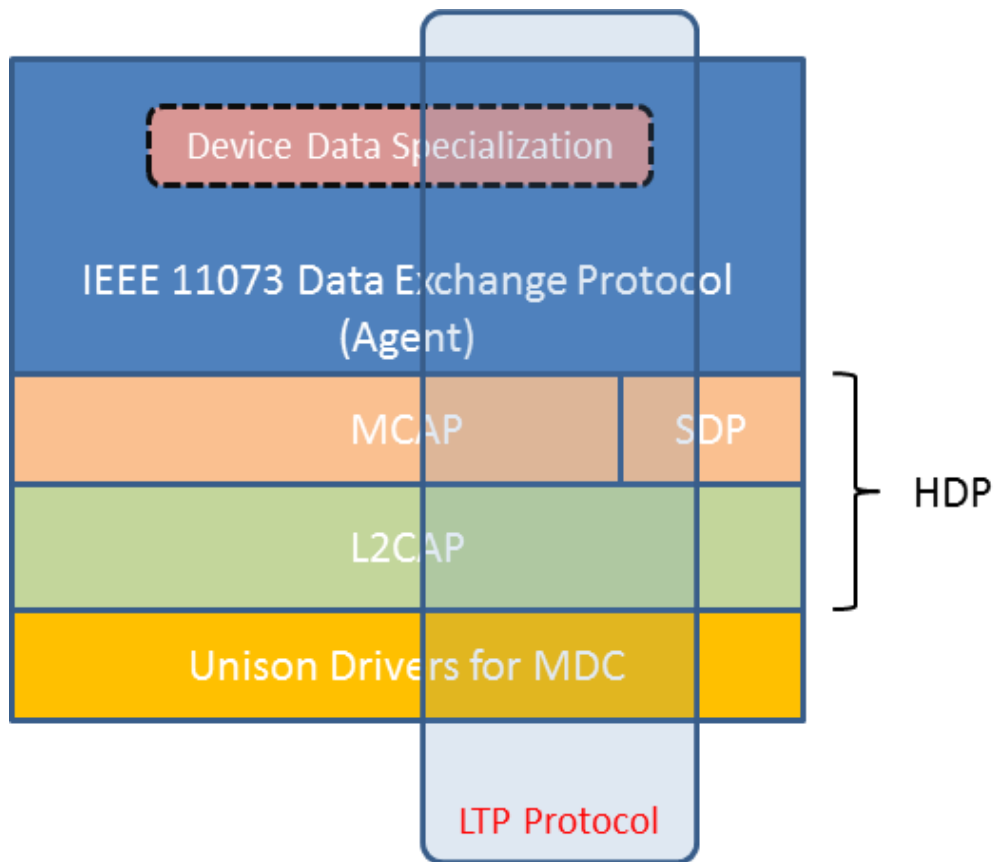 Device Data Specialization
IEEE 11073 Data Exchange Protocol
(Agent)
MCAP
SDP
HDP
L2CAP
Unison Drivers for MDC
LTP Protocol